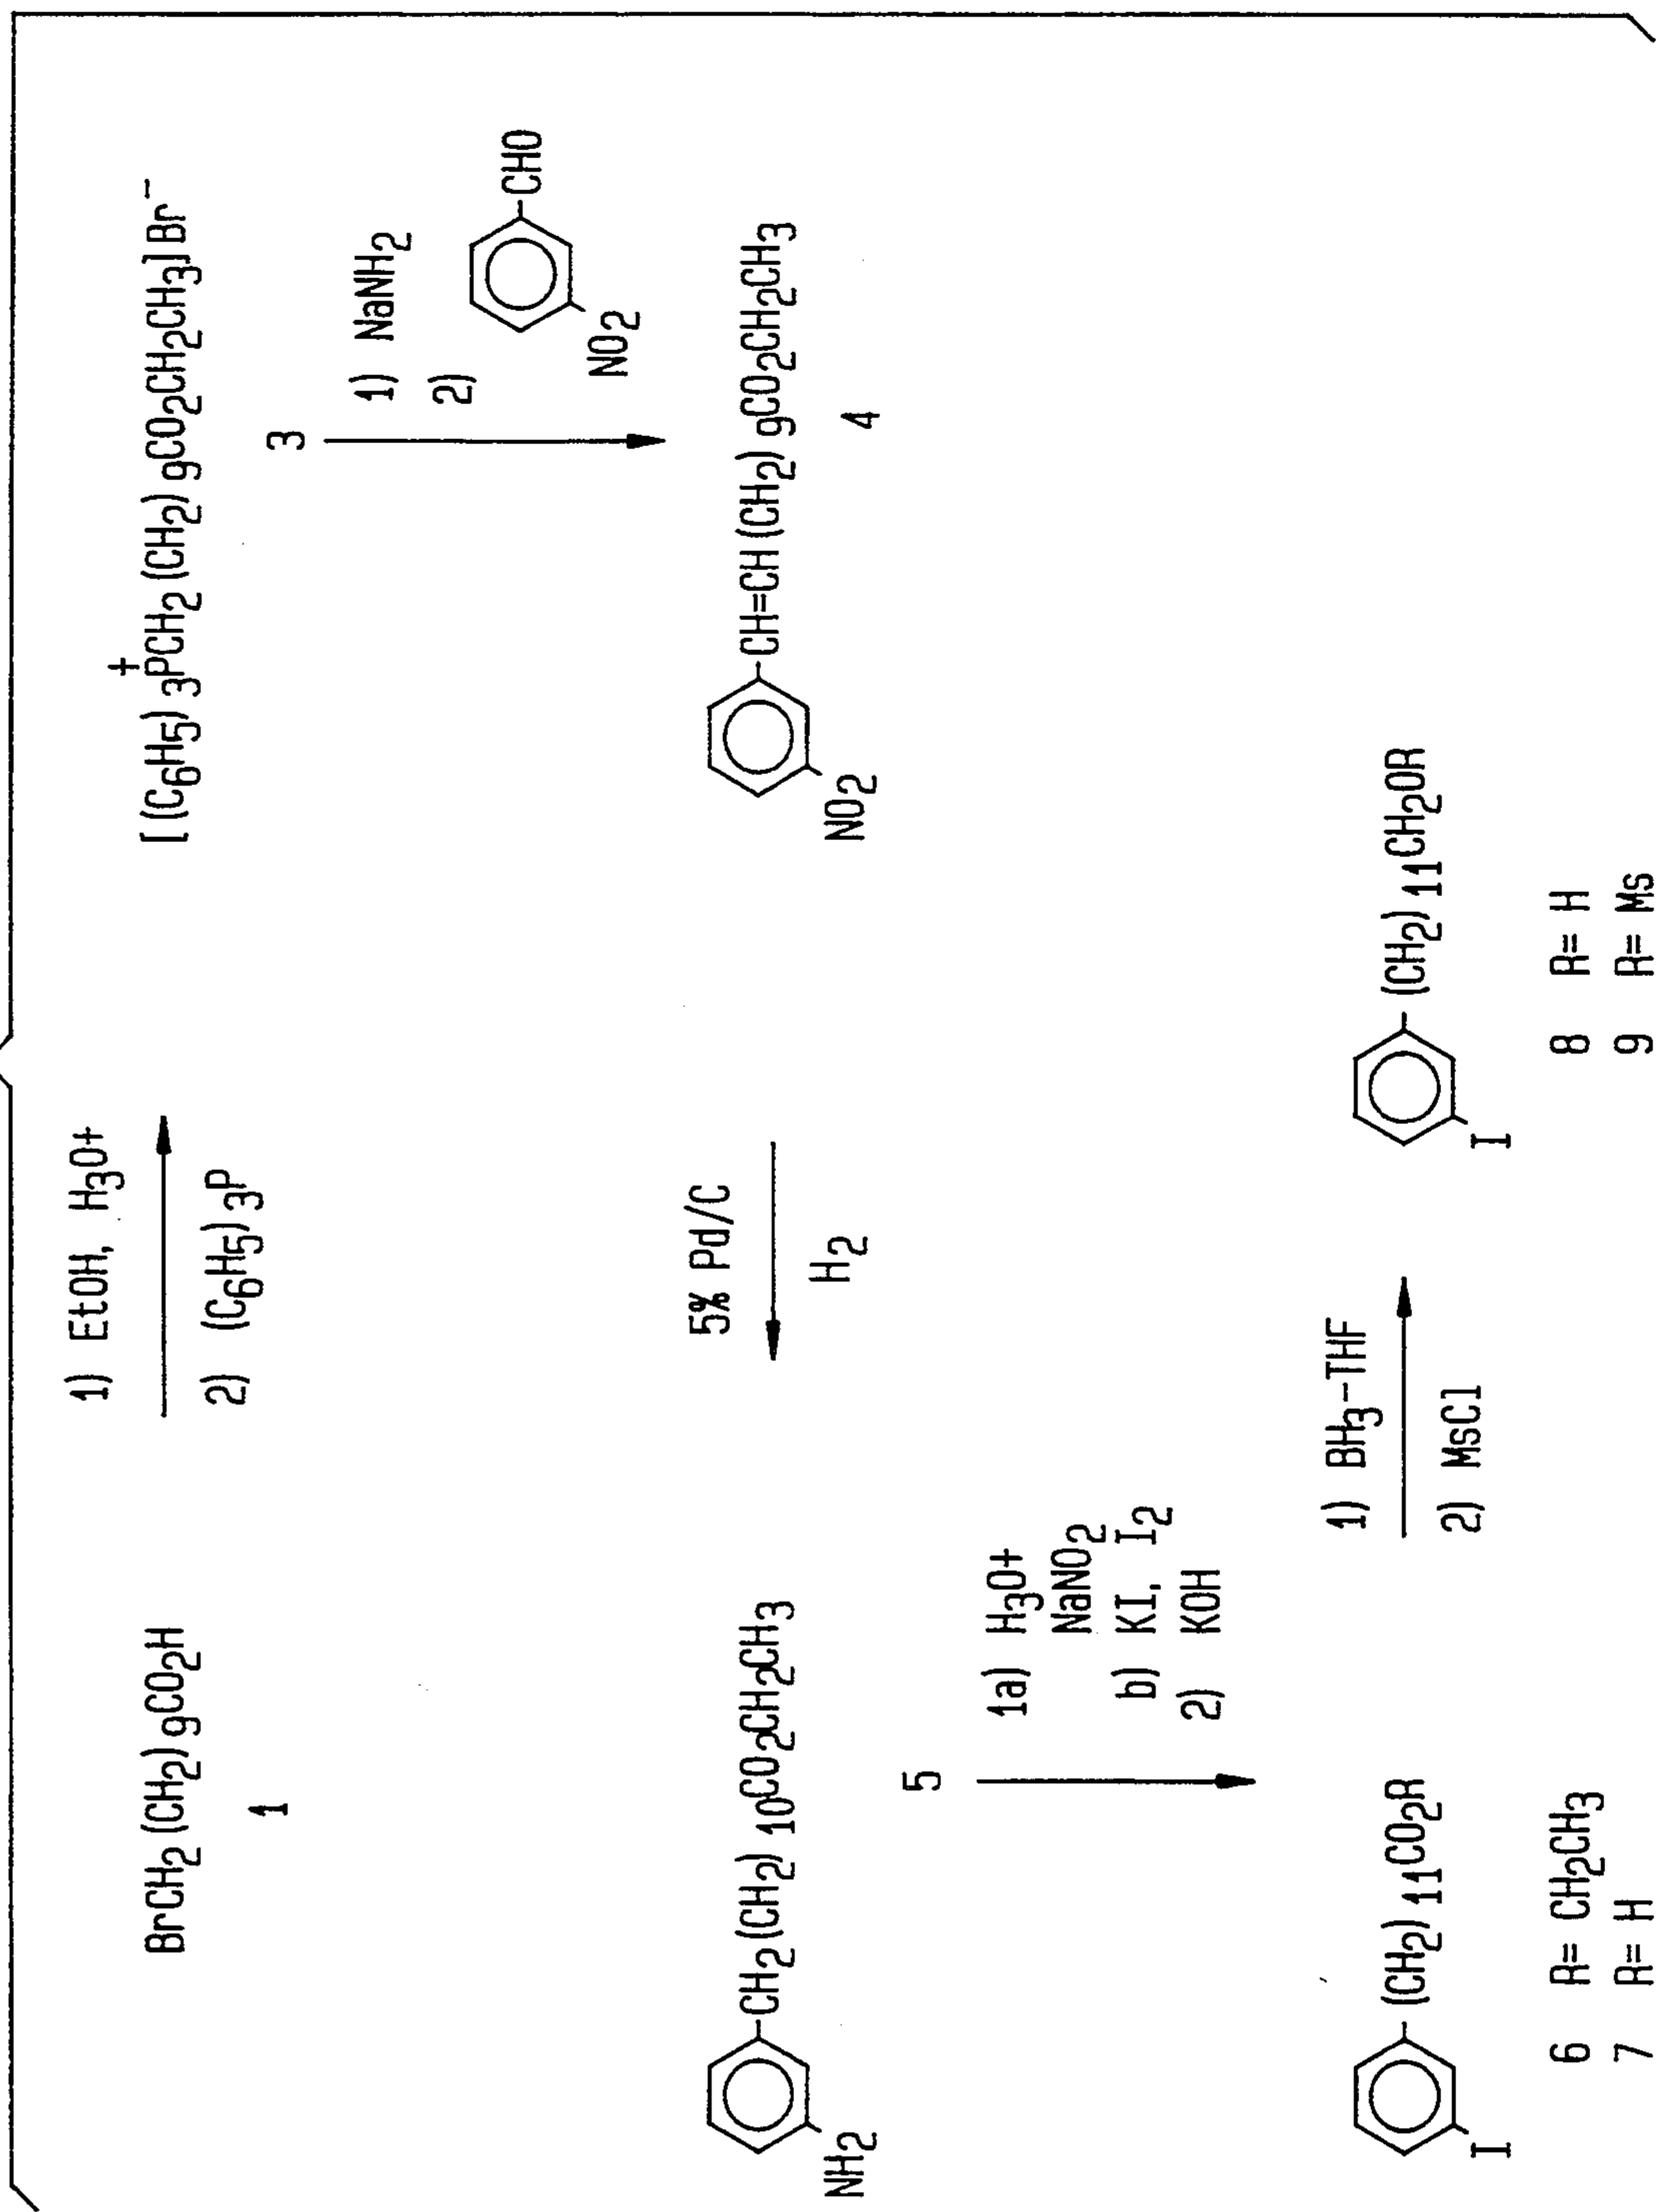 BrCH2(CH2)9CO2H
1
1) EtOH, H3O+
2) (C6H5)3P
[(C6H5)3P+CH2(CH2)9CO2CH2CH3]Br−
3
1) NaNH2
2)
CHO
NO2
CH=CH(CH2)9CO2CH2CH3
NO2
4
5% Pd/C
H2
CH2(CH2)10CO2CH2CH3
NH2
5
1a) H3O+
NaNO2
b) KI, I2
2) KOH
(CH2)11CO2R
I
6 R= CH2CH3
7 R= H
1) BH3-THF
2) MsCl
(CH2)11CH2OR
I
8 R= H
9 R= Ms